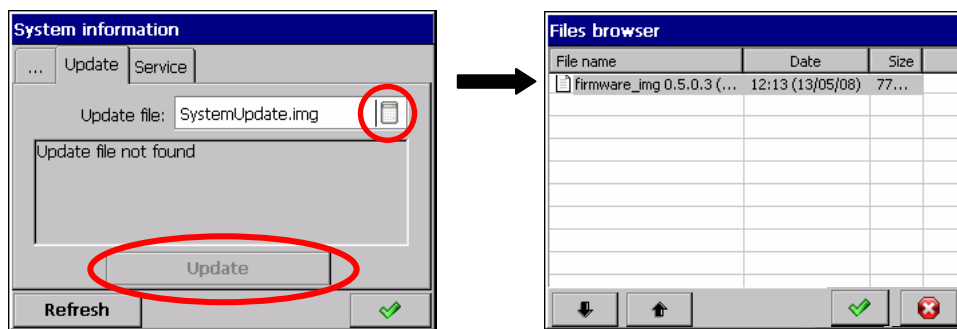 System information
... Update Service
Update file: SystemUpdate.img
Update file not found
Update
Refresh
Files browser
File name Date Size
firmware_img 0.5.0.3 (... 12:13 (13/05/08) 77...